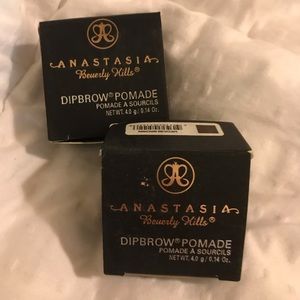 ANASTASIA
Beverly Hills®
DIPBROW® POMADE
POMADE À SOURCILS
NET WT. 4.0 g / 0.14 Oz.
ANASTASIA
Beverly Hills®
DIPBROW® POMADE
POMADE À SOURCILS
NET WT. 4.0 g / 0.14 Oz.